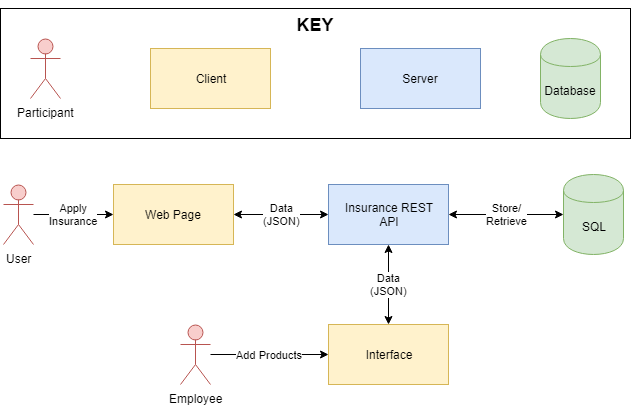 KEY
Participant
Client
Server
Database
User
Apply
Insurance
Web Page
Data
(JSON)
Insurance REST
API
Store/
Retrieve
SQL
Data
(JSON)
Employee
Add Products
Interface